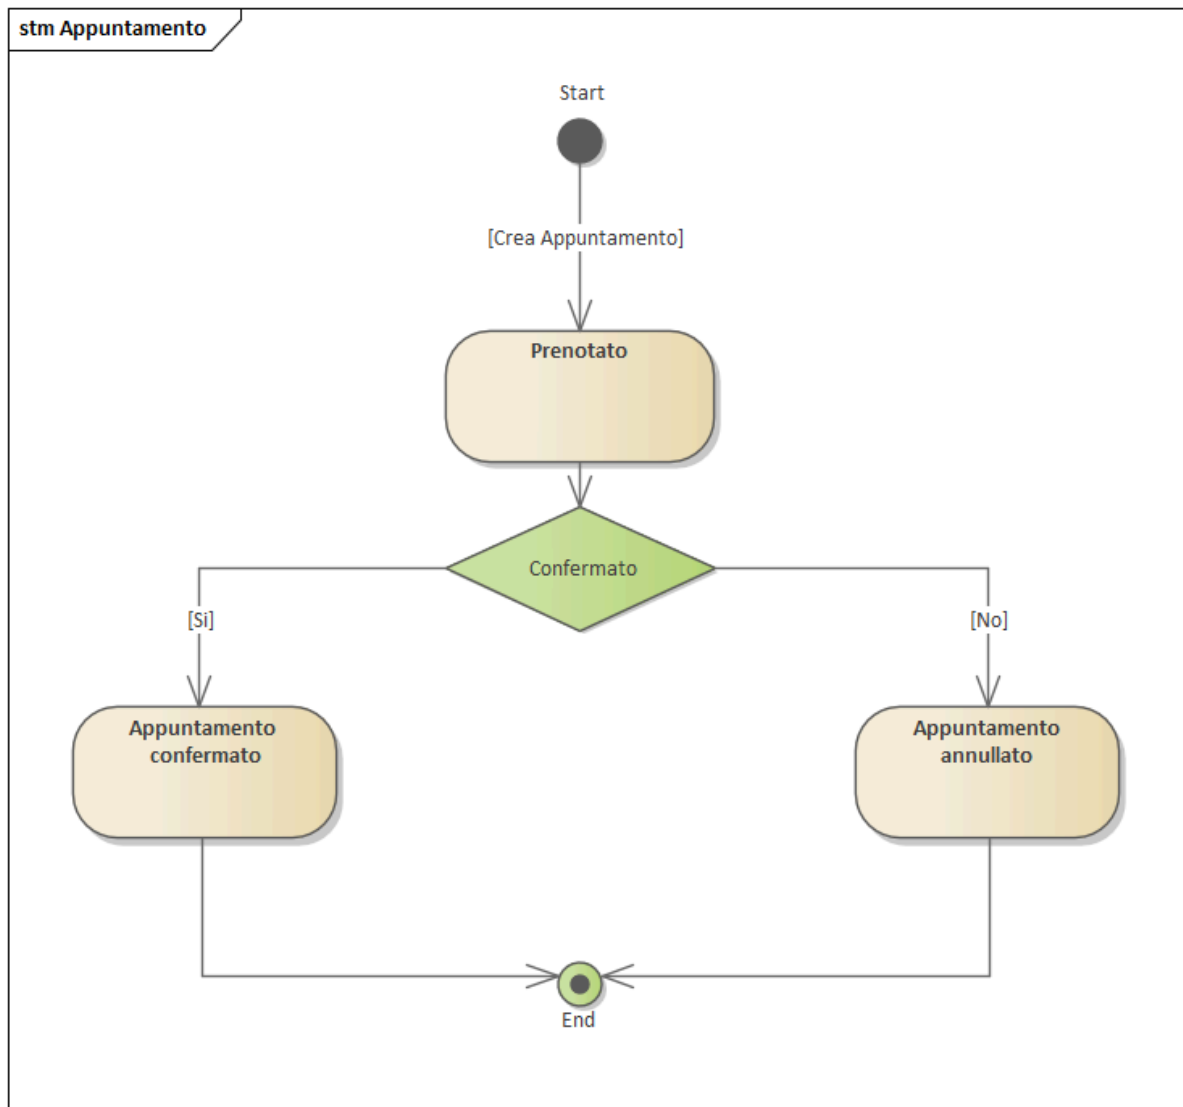 stm Appuntamento
Start
[Crea Appuntamento]
Prenotato
Confermato
[Si]
[No]
Appuntamento
confermato
Appuntamento
annullato
End